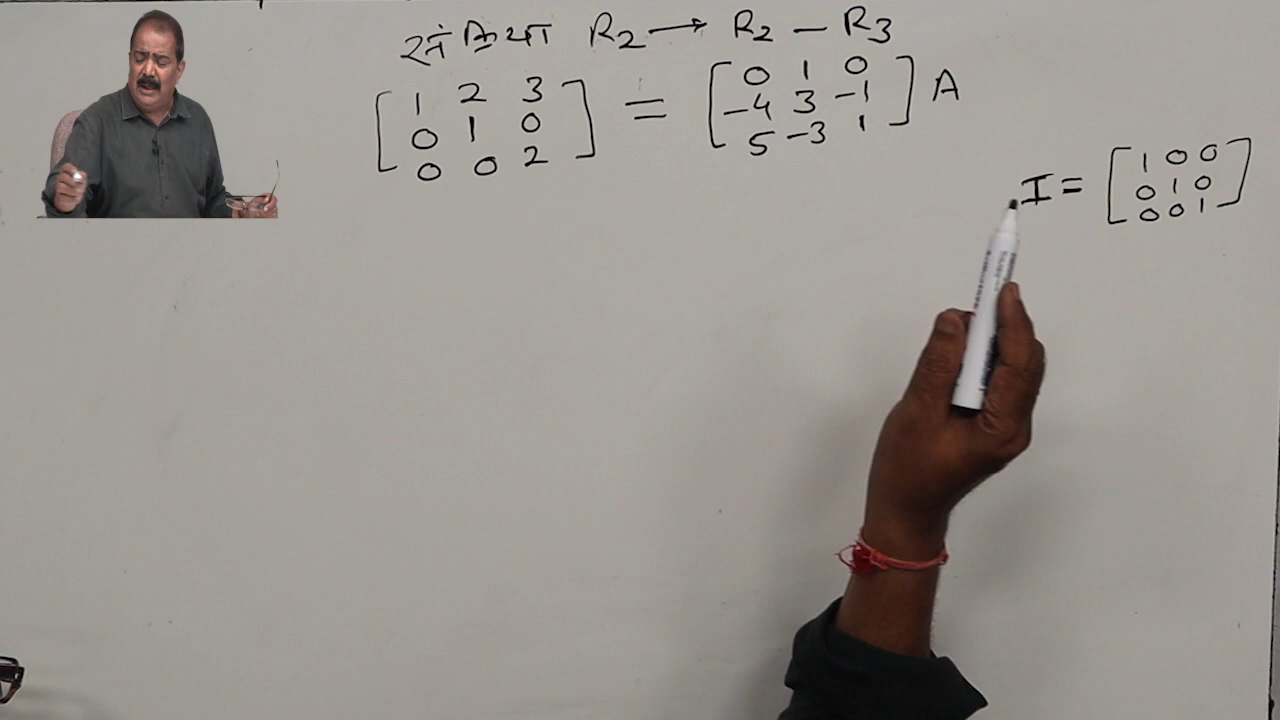 संक्रिया R2 → R2 – R3
[ 1 2 3 ] = [ 0 1 0 ] A
0 1 0 -4 3 -1
0 0 2 5 -3 1
I = [ 1 0 0 ]
0 1 0
0 0 1